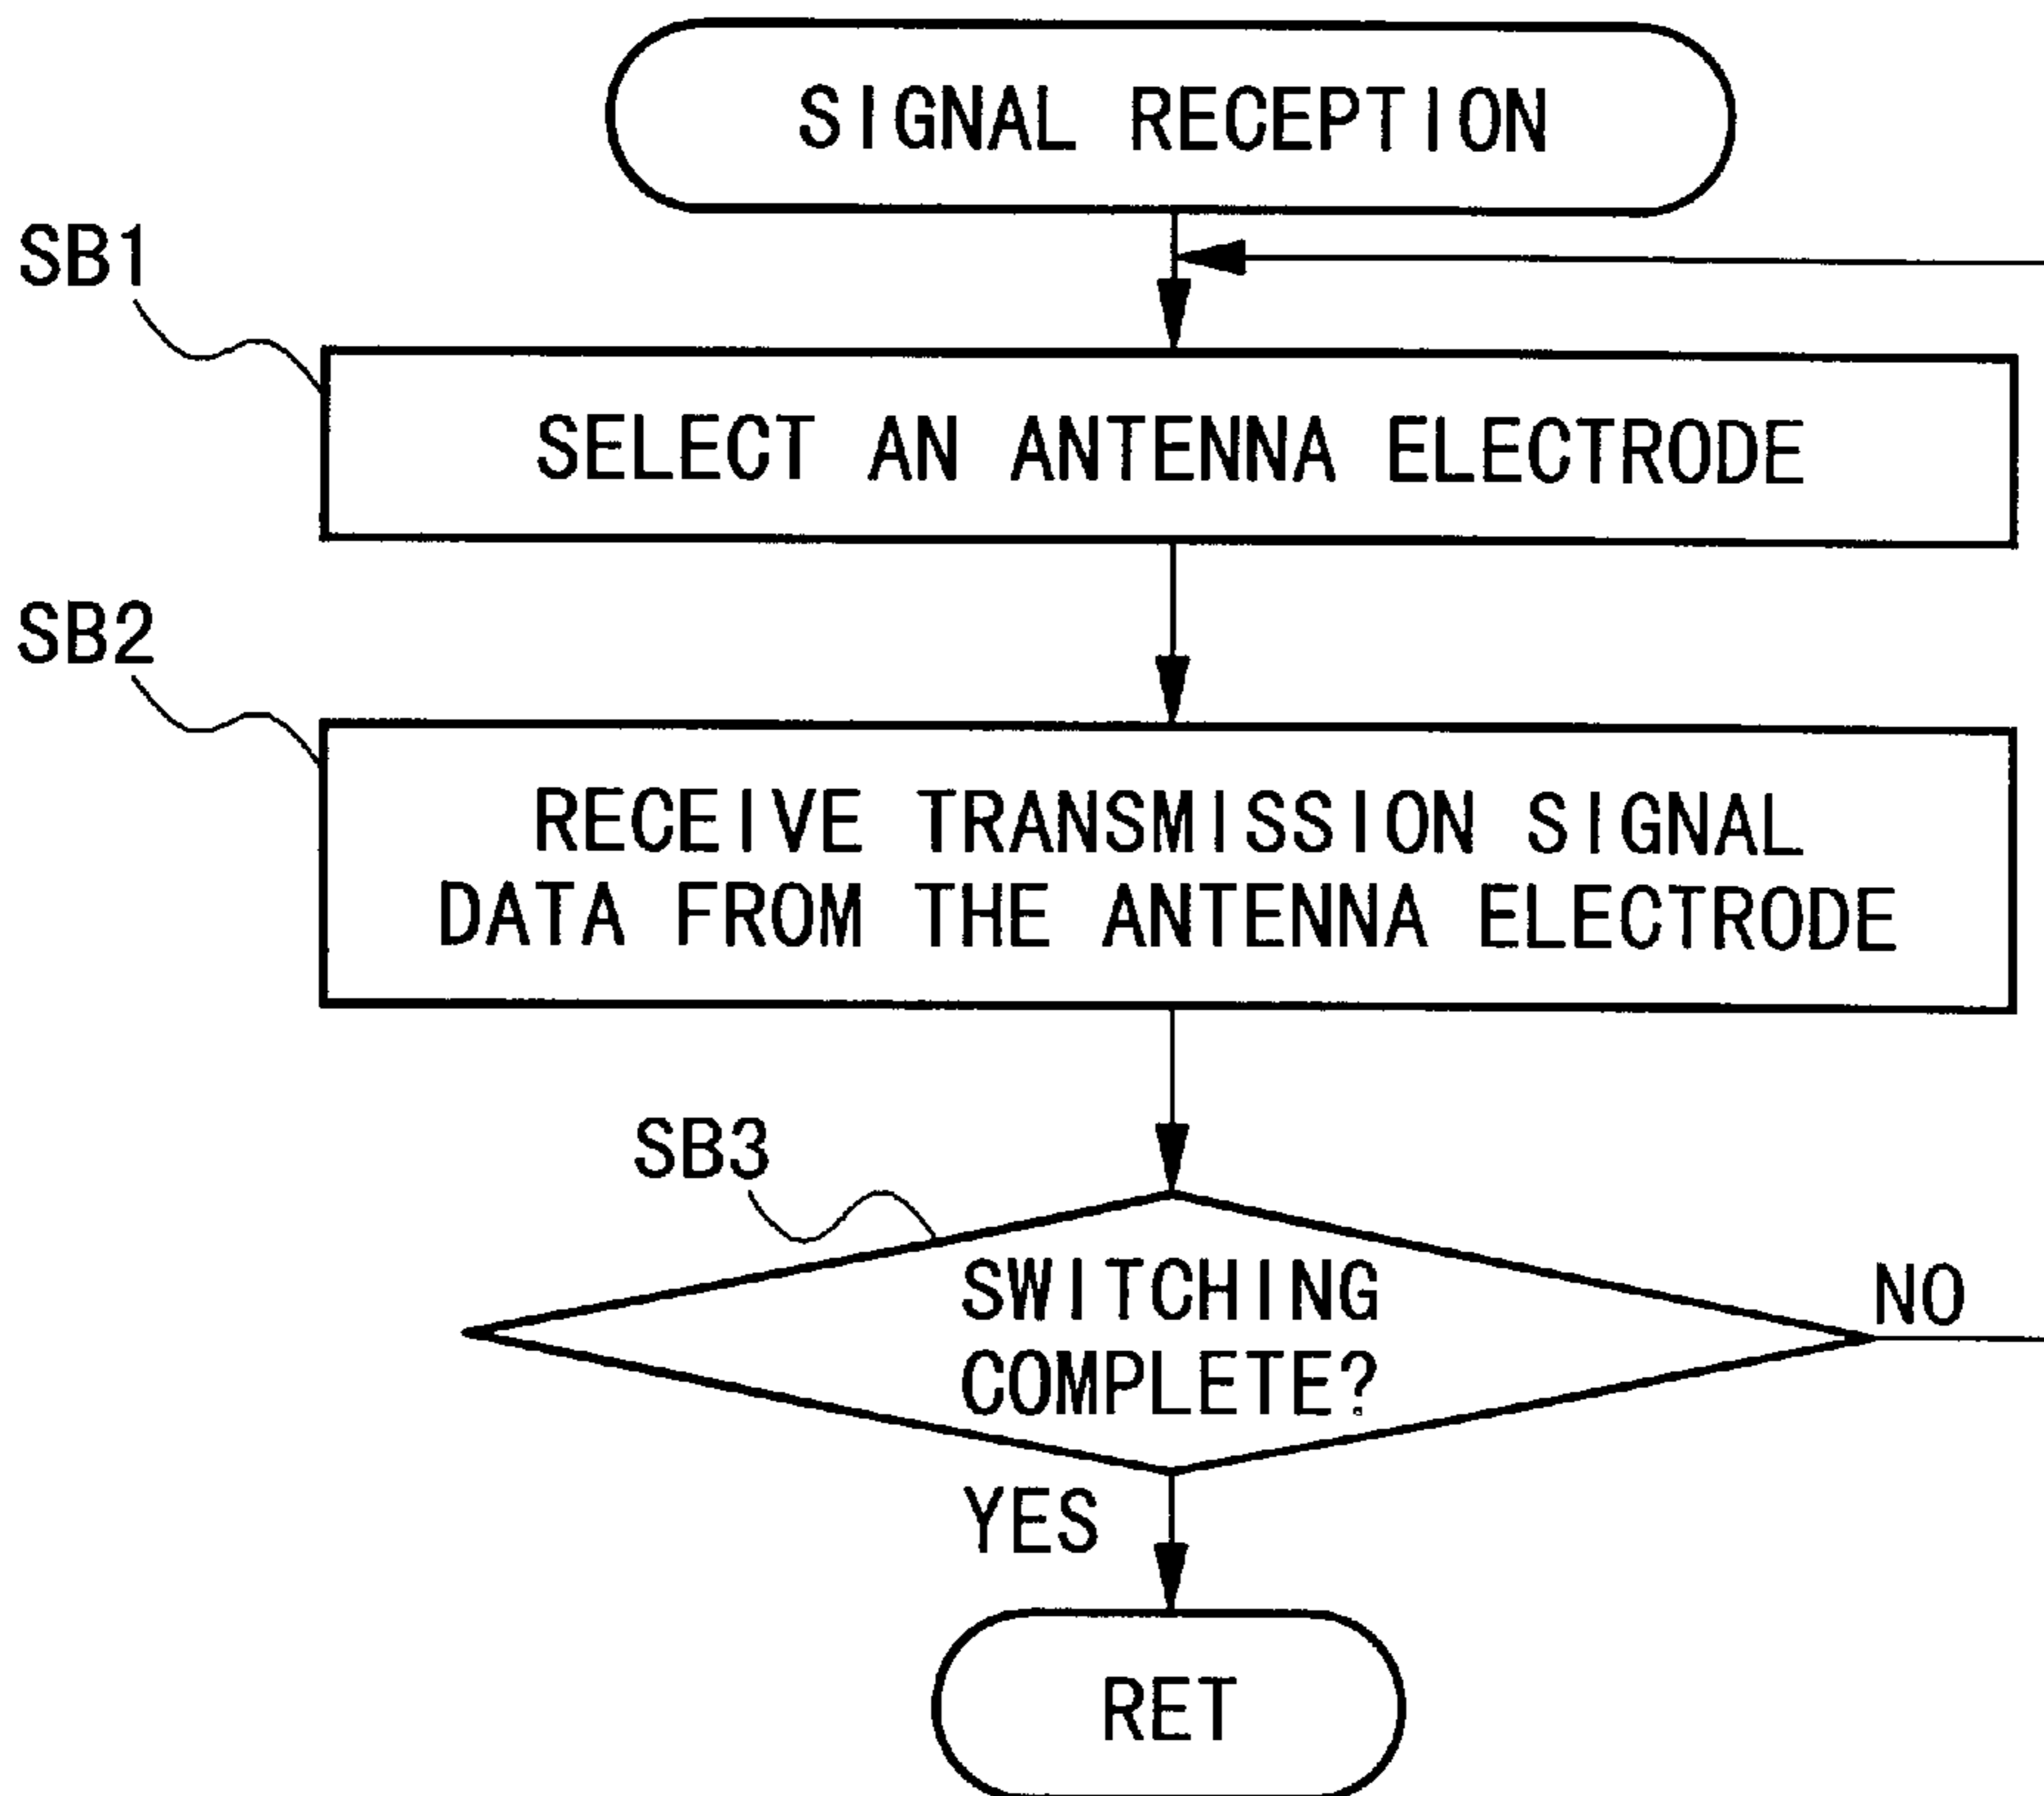 SIGNAL RECEPTION
SB1
SELECT AN ANTENNA ELECTRODE
SB2
RECEIVE TRANSMISSION SIGNAL
DATA FROM THE ANTENNA ELECTRODE
SB3
SWITCHING
COMPLETE?
NO
YES
RET